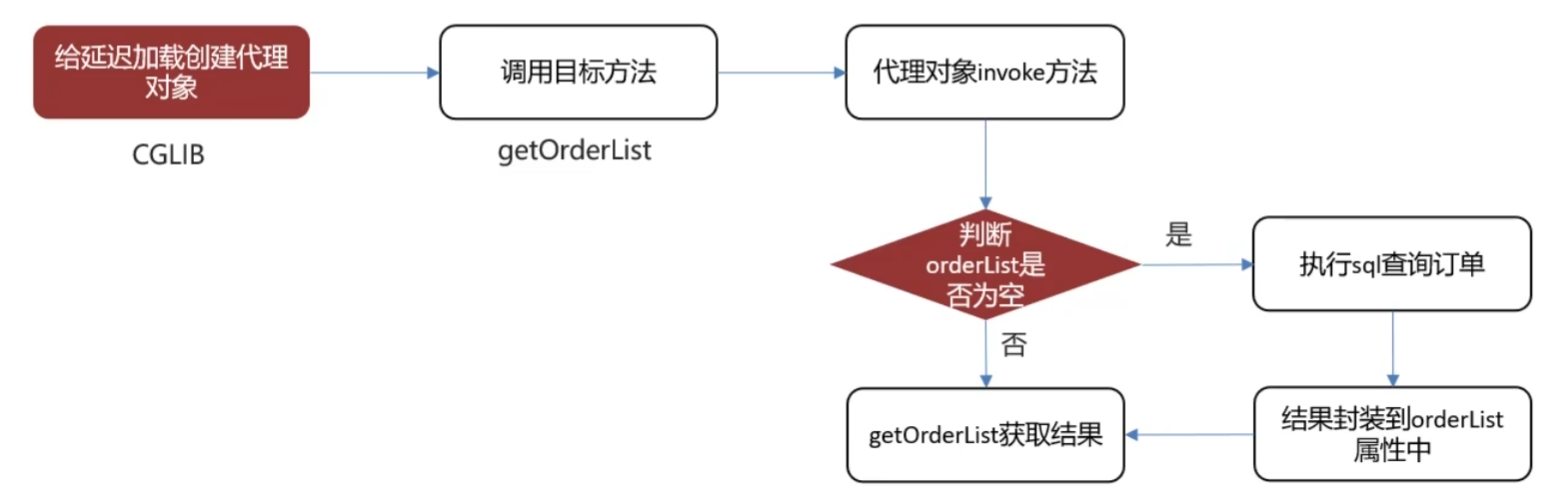 给延迟加载创建代理
对象
CGLIB
调用目标方法
getOrderList
代理对象invoke方法
判断
orderList是
否为空
是
执行sql查询订单
否
结果封装到orderList
属性中
getOrderList获取结果